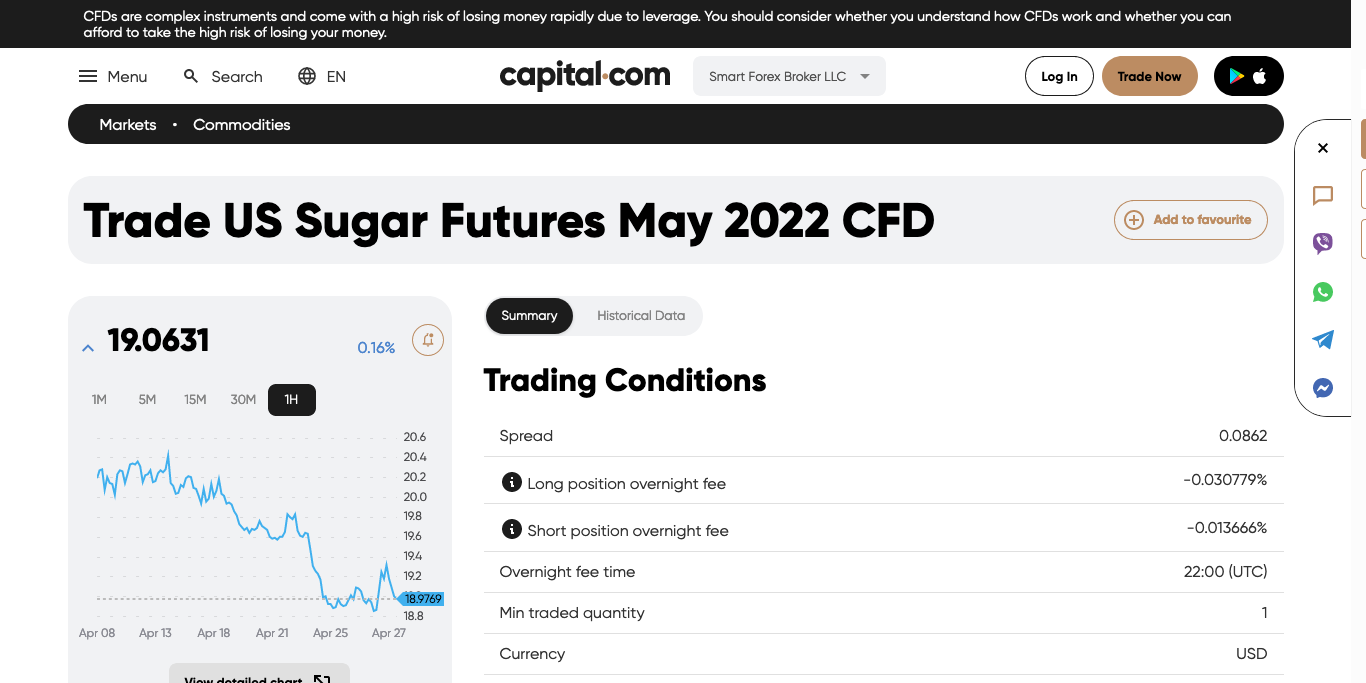 CFDs are complex instruments and come with a high risk of losing money rapidly due to leverage. You should consider whether you understand how CFDs work and whether you can
afford to take the high risk of losing your money.
Menu
Search
EN
capital.com
Smart Forex Broker LLC
Log In
Trade Now
Markets • Commodities
Trade US Sugar Futures May 2022 CFD
Add to favourite
19.0631
0.16%
1M 5M 15M 30M 1H
20.6
20.4
20.2
20.0
19.8
19.6
19.4
19.2
18.9769
18.8
Apr 08 Apr 13 Apr 18 Apr 21 Apr 25 Apr 27
View detailed chart
Summary
Historical Data
Trading Conditions
Spread 0.0862
Long position overnight fee -0.030779%
Short position overnight fee -0.013666%
Overnight fee time 22:00 (UTC)
Min traded quantity 1
Currency USD